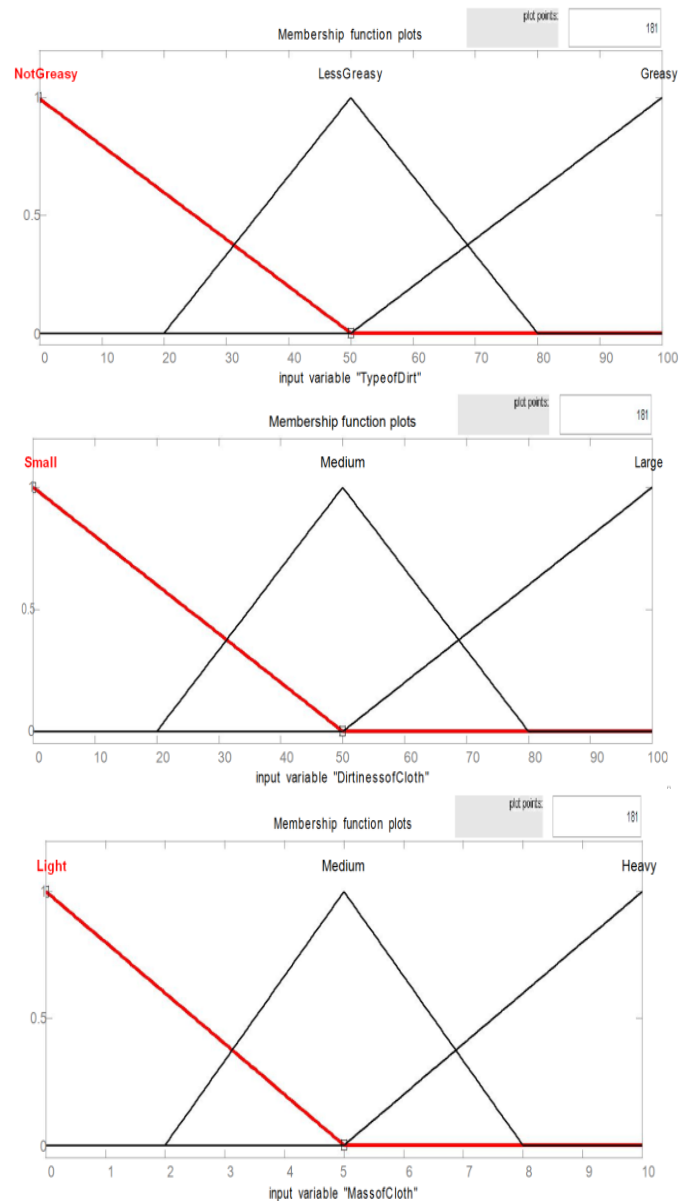 plot points:
181
Membership function plots
NotGreasy LessGreasy Greasy
1
0.5
0
0 10 20 30 40 50 60 70 80 90 100
input variable "TypeofDirt"
plot points:
181
Membership function plots
Small Medium Large
1
0.5
0
0 10 20 30 40 50 60 70 80 90 100
input variable "DirtinessofCloth"
plot points:
181
Membership function plots
Light Medium Heavy
1
0.5
0
0 1 2 3 4 5 6 7 8 9 10
input variable "MassofCloth"